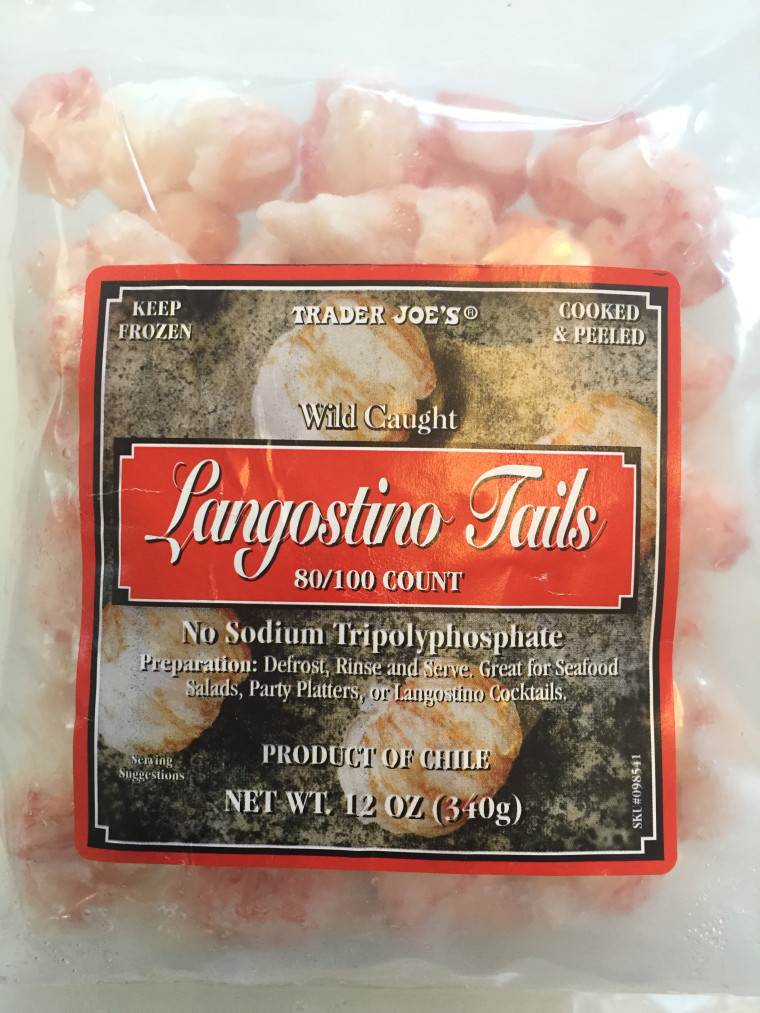 KEEP
FROZEN
TRADER JOE'S®
COOKED
& PEELED
Wild Caught
Langostino Tails
80/100 COUNT
No Sodium Tripolyphosphate
Preparation: Defrost, Rinse and Serve. Great for Seafood
Salads, Party Platters, or Langostino Cocktails.
Serving
Suggestions
PRODUCT OF CHILE
NET WT. 12 OZ (340g)
SKU#098541